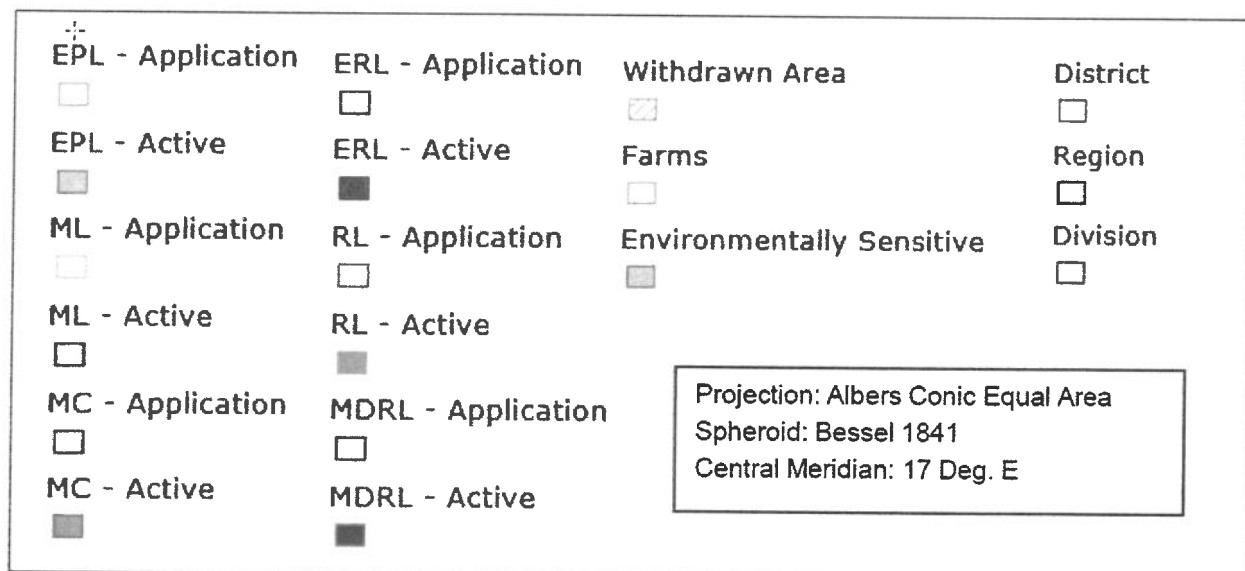 EPL - Application
EPL - Active
ML - Application
ML - Active
MC - Application
MC - Active
ERL - Application
ERL - Active
RL - Application
RL - Active
MDRL - Application
MDRL - Active
Withdrawn Area
Farms
Environmentally Sensitive
District
Region
Division
Projection: Albers Conic Equal Area
Spheroid: Bessel 1841
Central Meridian: 17 Deg. E